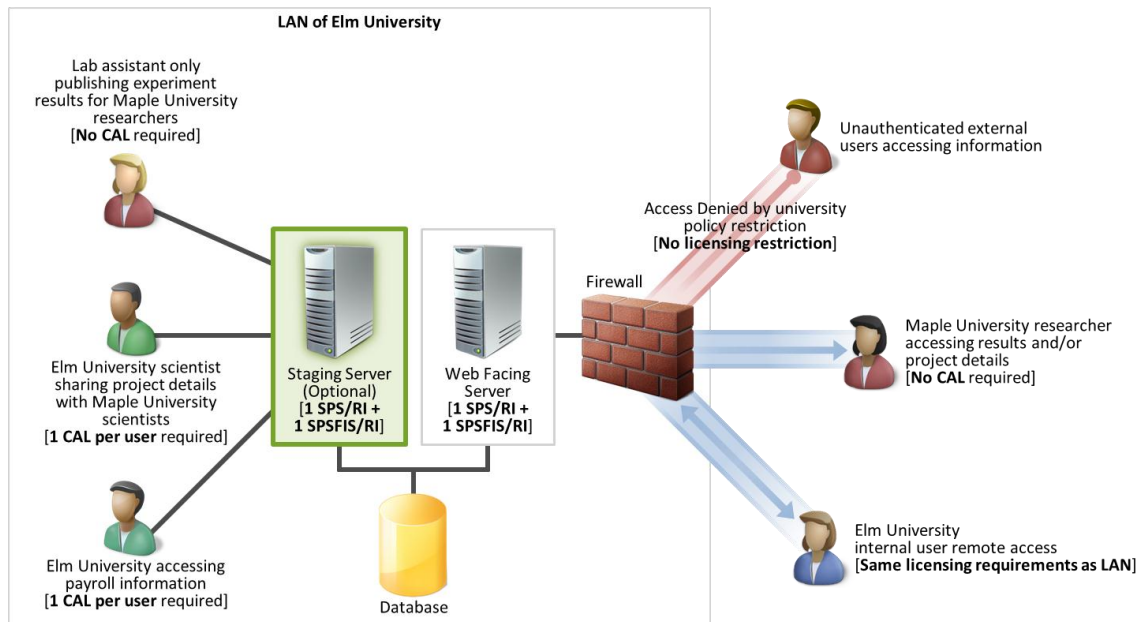 LAN of Elm University
Lab assistant only
publishing experiment
results for Maple University
researchers
[No CAL required]
Elm University scientist
sharing project details
with Maple University
scientists
[1 CAL per user required]
Elm University accessing
payroll information
[1 CAL per user required]
Staging Server
(Optional)
[1 SPS/RI +
1 SPSFIS/RI]
Web Facing
Server
[1 SPS/RI +
1 SPSFIS/RI]
Database
Firewall
Access Denied by university
policy restriction
[No licensing restriction]
Unauthenticated external
users accessing information
Maple University researcher
accessing results and/or
project details
[No CAL required]
Elm University
internal user remote access
[Same licensing requirements as LAN]